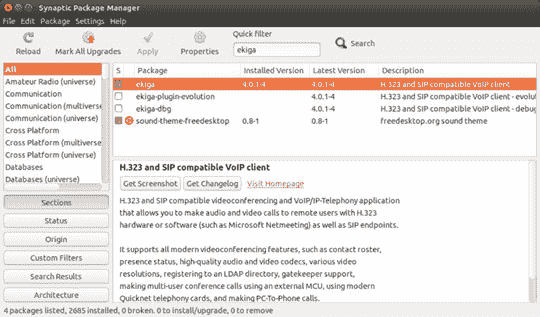 Synaptic Package Manager
File Edit Package Settings Help
Quick filter
Reload Mark All Upgrades Apply Properties ekiga Search
All
Amateur Radio (universe)
Communication
Communication (multiverse
Communication (universe)
Cross Platform
Cross Platform (multiverse)
Cross Platform (universe)
Databases
Databases (universe)
Sections
Status
Origin
Custom Filters
Search Results
Architecture
S Package Installed Version Latest Version Description
ekiga 4.0.1-4 4.0.1-4 H.323 and SIP compatible VoIP client
ekiga-plugin-evolution 4.0.1-4 H.323 and SIP compatible VoIP client - evolut
ekiga-dbg 4.0.1-4 H.323 and SIP compatible VoIP client - debug
sound-theme-freedesktop 0.8-1 0.8-1 freedesktop.org sound theme
H.323 and SIP compatible VoIP client
Get Screenshot Get Changelog Visit Homepage
H.323 and SIP compatible videoconferencing and VoIP/IP-Telephony application
that allows you to make audio and video calls to remote users with H.323
hardware or software (such as Microsoft Netmeeting) as well as SIP endpoints.
It supports all modern videoconferencing features, such as contact roster,
presence status, high-quality audio and video codecs, various video
resolutions, registering to an LDAP directory, gatekeeper support,
making multi-user conference calls using an external MCU, using modern
Quicknet telephony cards, and making PC-To-Phone calls.
4 packages listed, 2685 installed, 0 broken. 0 to install/upgrade, 0 to remove